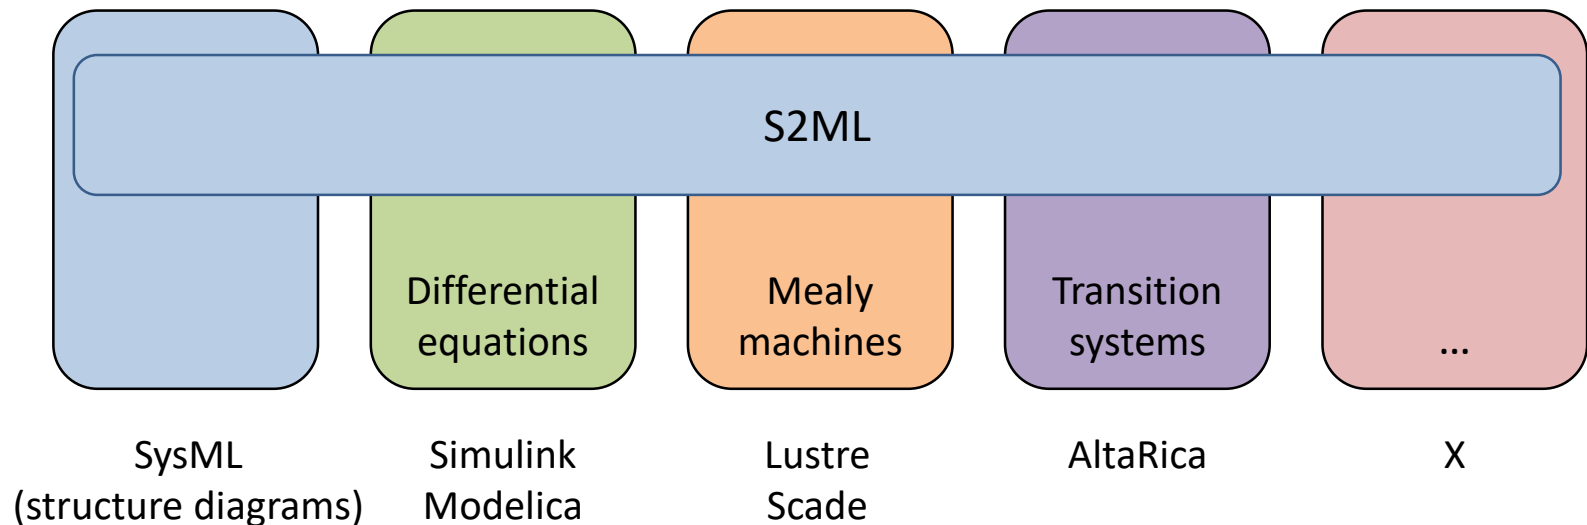 S2ML
Differential
equations
Mealy
machines
Transition
systems
...
SysML
(structure diagrams)
Simulink
Modelica
Lustre
Scade
AltaRica
X